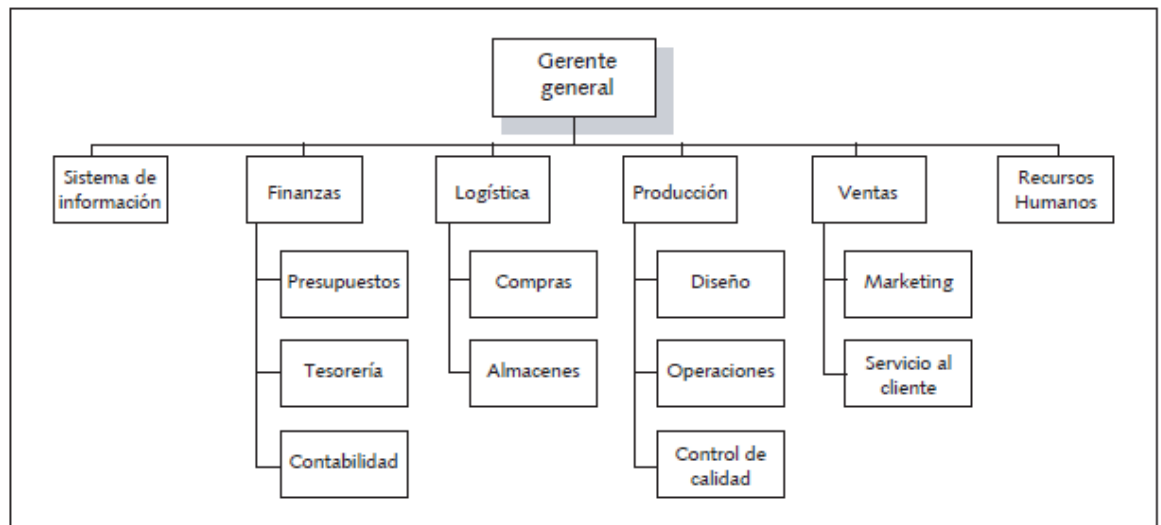 Gerente
general
Sistema de
información
Finanzas
Logística
Producción
Ventas
Recursos
Humanos
Presupuestos
Compras
Diseño
Marketing
Tesorería
Almacenes
Operaciones
Servicio al
cliente
Contabilidad
Control de
calidad